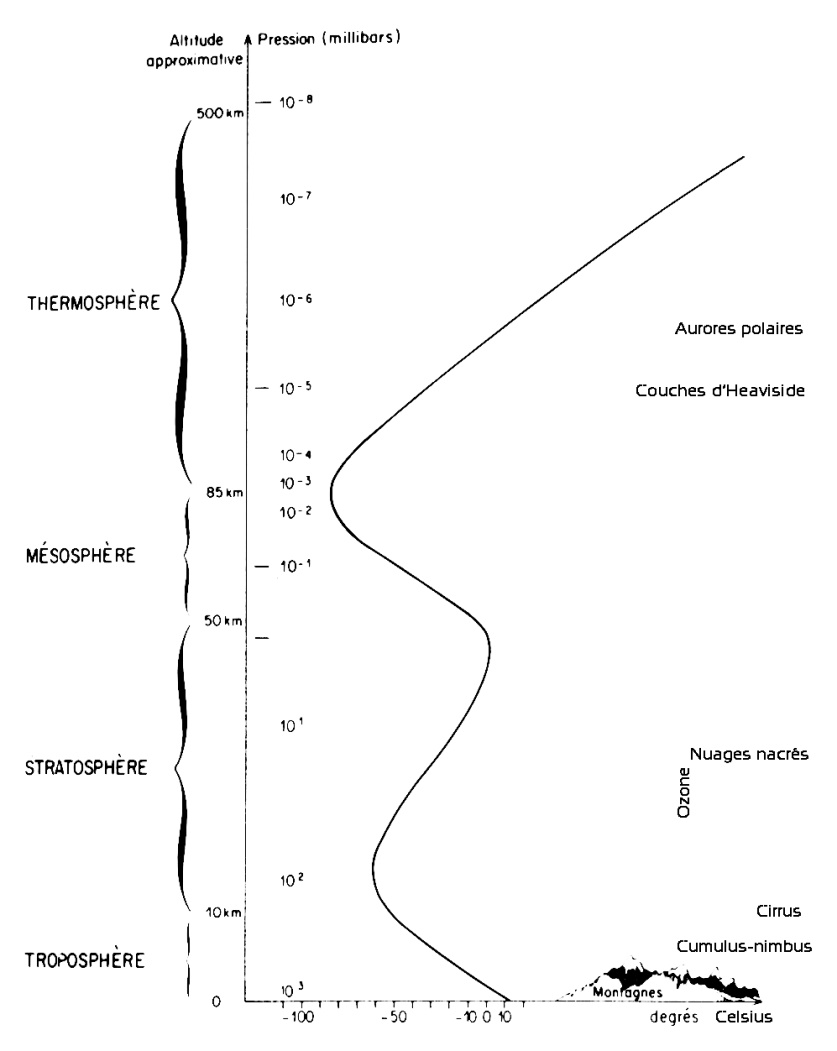 Altitude
approximative
Pression (millibars)
500 km
10⁻⁸
10⁻⁷
THERMOSPHÈRE
10⁻⁶
Aurores polaires
10⁻⁵
Couches d'Heaviside
10⁻⁴
10⁻³
85 km
10⁻²
MÉSOSPHÈRE
10⁻¹
50 km
10¹
Nuages nacrés
STRATOSPHÈRE
Ozone
10²
10 km
Cirrus
Cumulus-nimbus
TROPOSPHÈRE
10³
Montagnes
0
-100 -50 -10 0 10 degrés Celsius